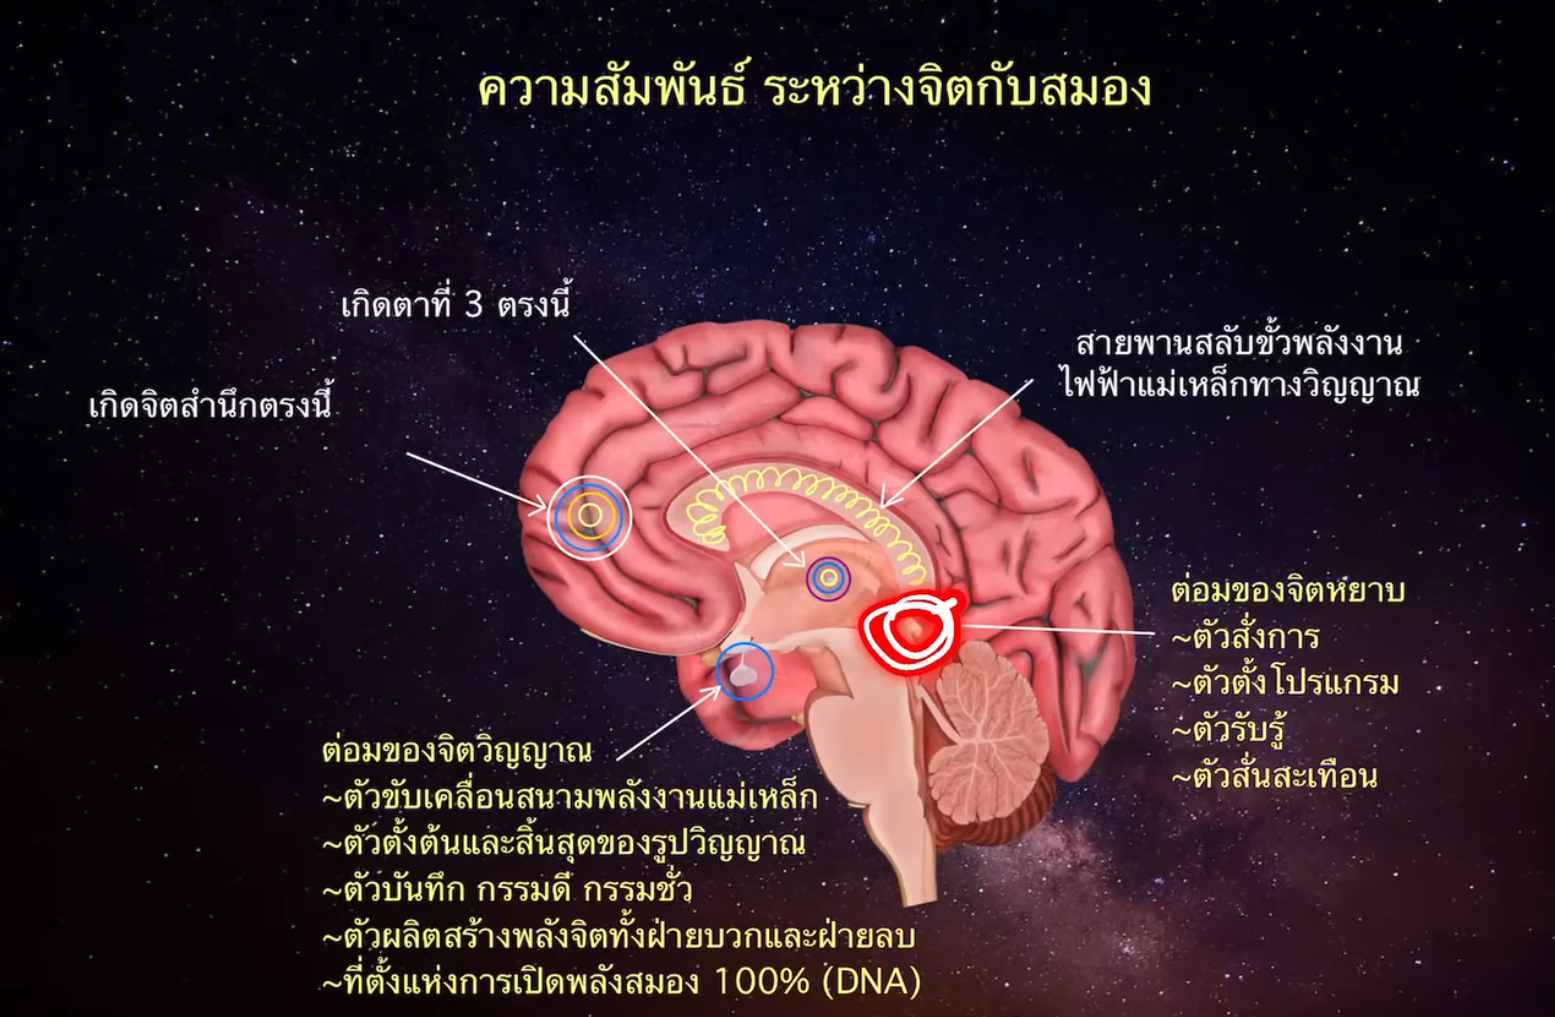 ความสัมพันธ์ ระหว่างจิตกับสมอง
เกิดตาที่ 3 ตรงนี้
สายพานสลับขั้วพลังงาน
ไฟฟ้าแม่เหล็กทางวิญญาณ
เกิดจิตสำนึกตรงนี้
ต่อมของจิตหยาบ
~ตัวสั่งการ
~ตัวตั้งโปรแกรม
~ตัวรับรู้
~ตัวสั่นสะเทือน
ต่อมของจิตวิญญาณ
~ตัวขับเคลื่อนสนามพลังงานแม่เหล็ก
~ตัวตั้งต้นและสิ้นสุดของรูปวิญญาณ
~ตัวบันทึก กรรมดี กรรมชั่ว
~ตัวผลิตสร้างพลังจิตทั้งฝ่ายบวกและฝ่ายลบ
~ที่ตั้งแห่งการเปิดพลังสมอง 100% (DNA)